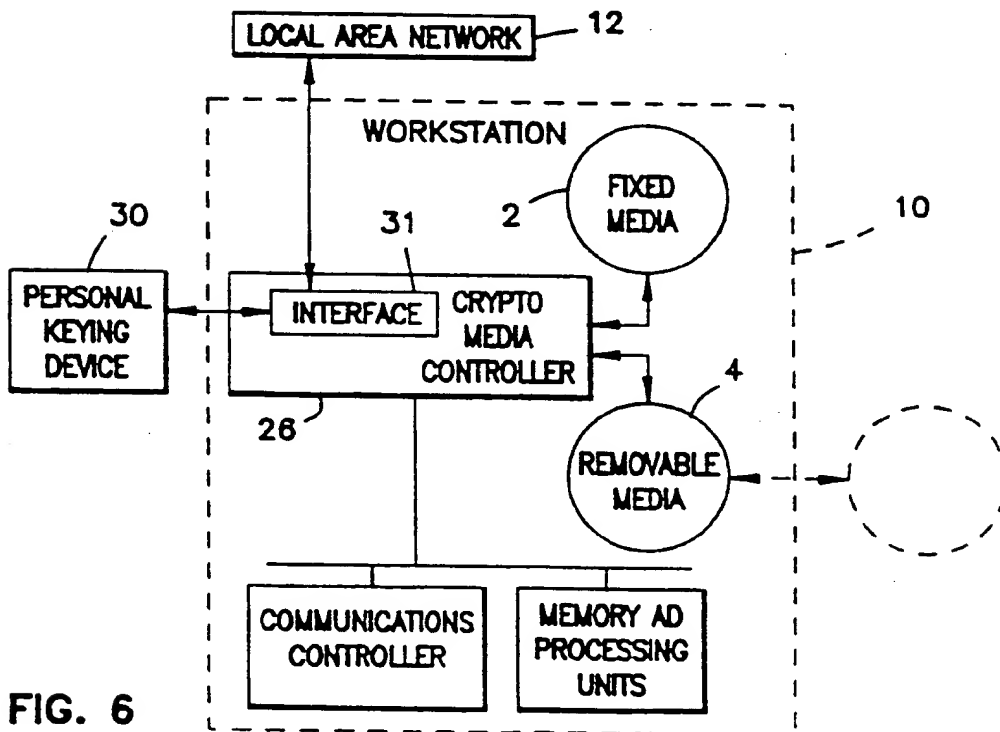 LOCAL AREA NETWORK
12
WORKSTATION
FIXED
MEDIA
2
10
30
31
PERSONAL
KEYING
DEVICE
INTERFACE
CRYPTO
MEDIA
CONTROLLER
26
4
REMOVABLE
MEDIA
COMMUNICATIONS
CONTROLLER
MEMORY AD
PROCESSING
UNITS
FIG. 6